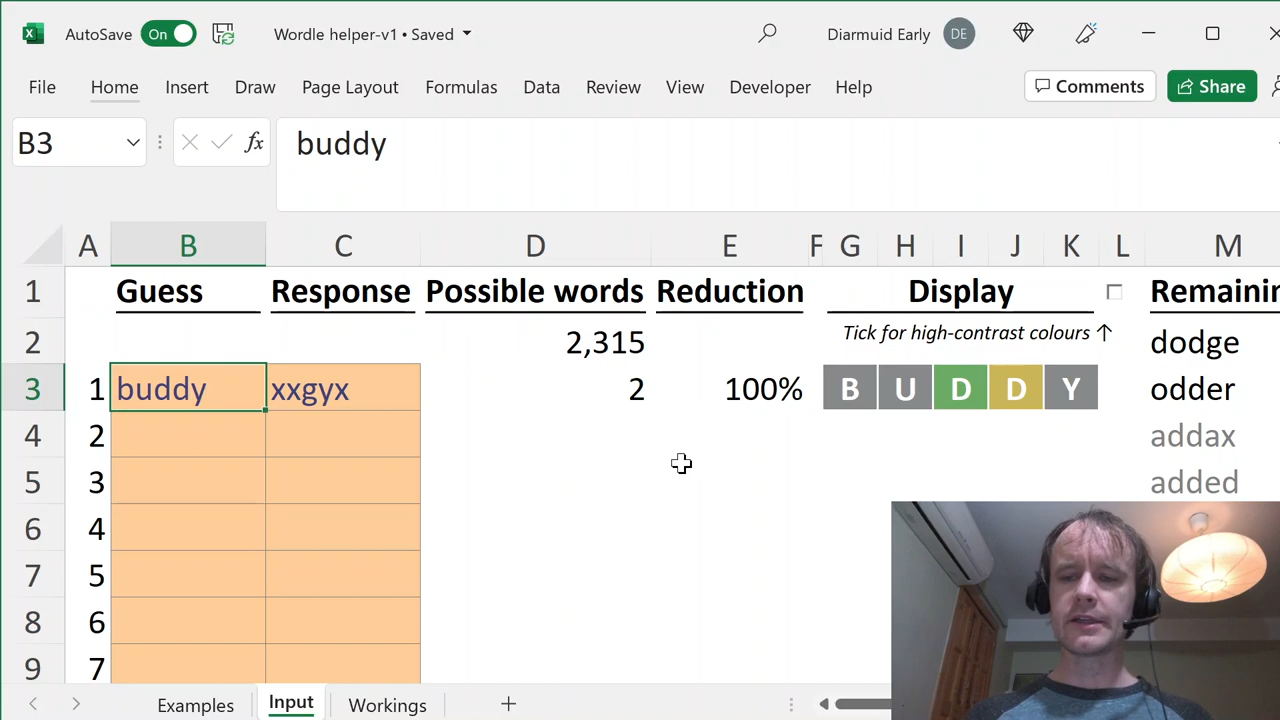 AutoSave On Wordle helper-v1 • Saved Diarmuid Early DE
File Home Insert Draw Page Layout Formulas Data Review View Developer Help Comments Share
B3 fx buddy
A B C D E F G H I J K L M
1 Guess Response Possible words Reduction Display Remainin
2 2,315 Tick for high-contrast colours ↑ dodge
3 1 buddy xxgyx 2 100% B U D D Y odder
4 2 addax
5 3 added
6 4
7 5
8 6
9 7
Examples Input Workings